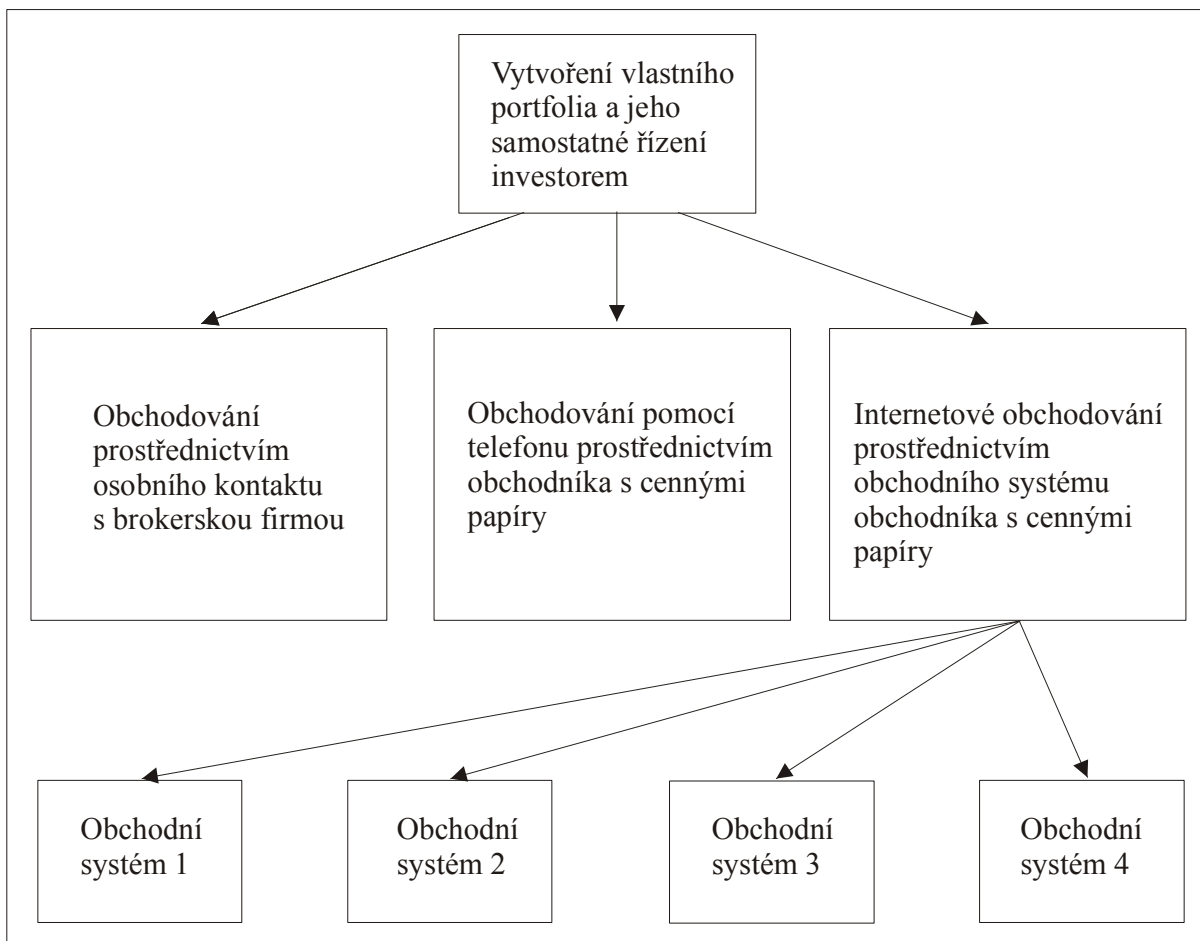 Vytvoření vlastního
portfolia a jeho
samostatné řízení
investorem
Obchodování
prostřednictvím
osobního kontaktu
s brokerskou firmou
Obchodování pomocí
telefonu prostřednictvím
obchodníka s cennými
papíry
Internetové obchodování
prostřednictvím
obchodního systému
obchodníka s cennými
papíry
Obchodní
systém 1
Obchodní
systém 2
Obchodní
systém 3
Obchodní
systém 4